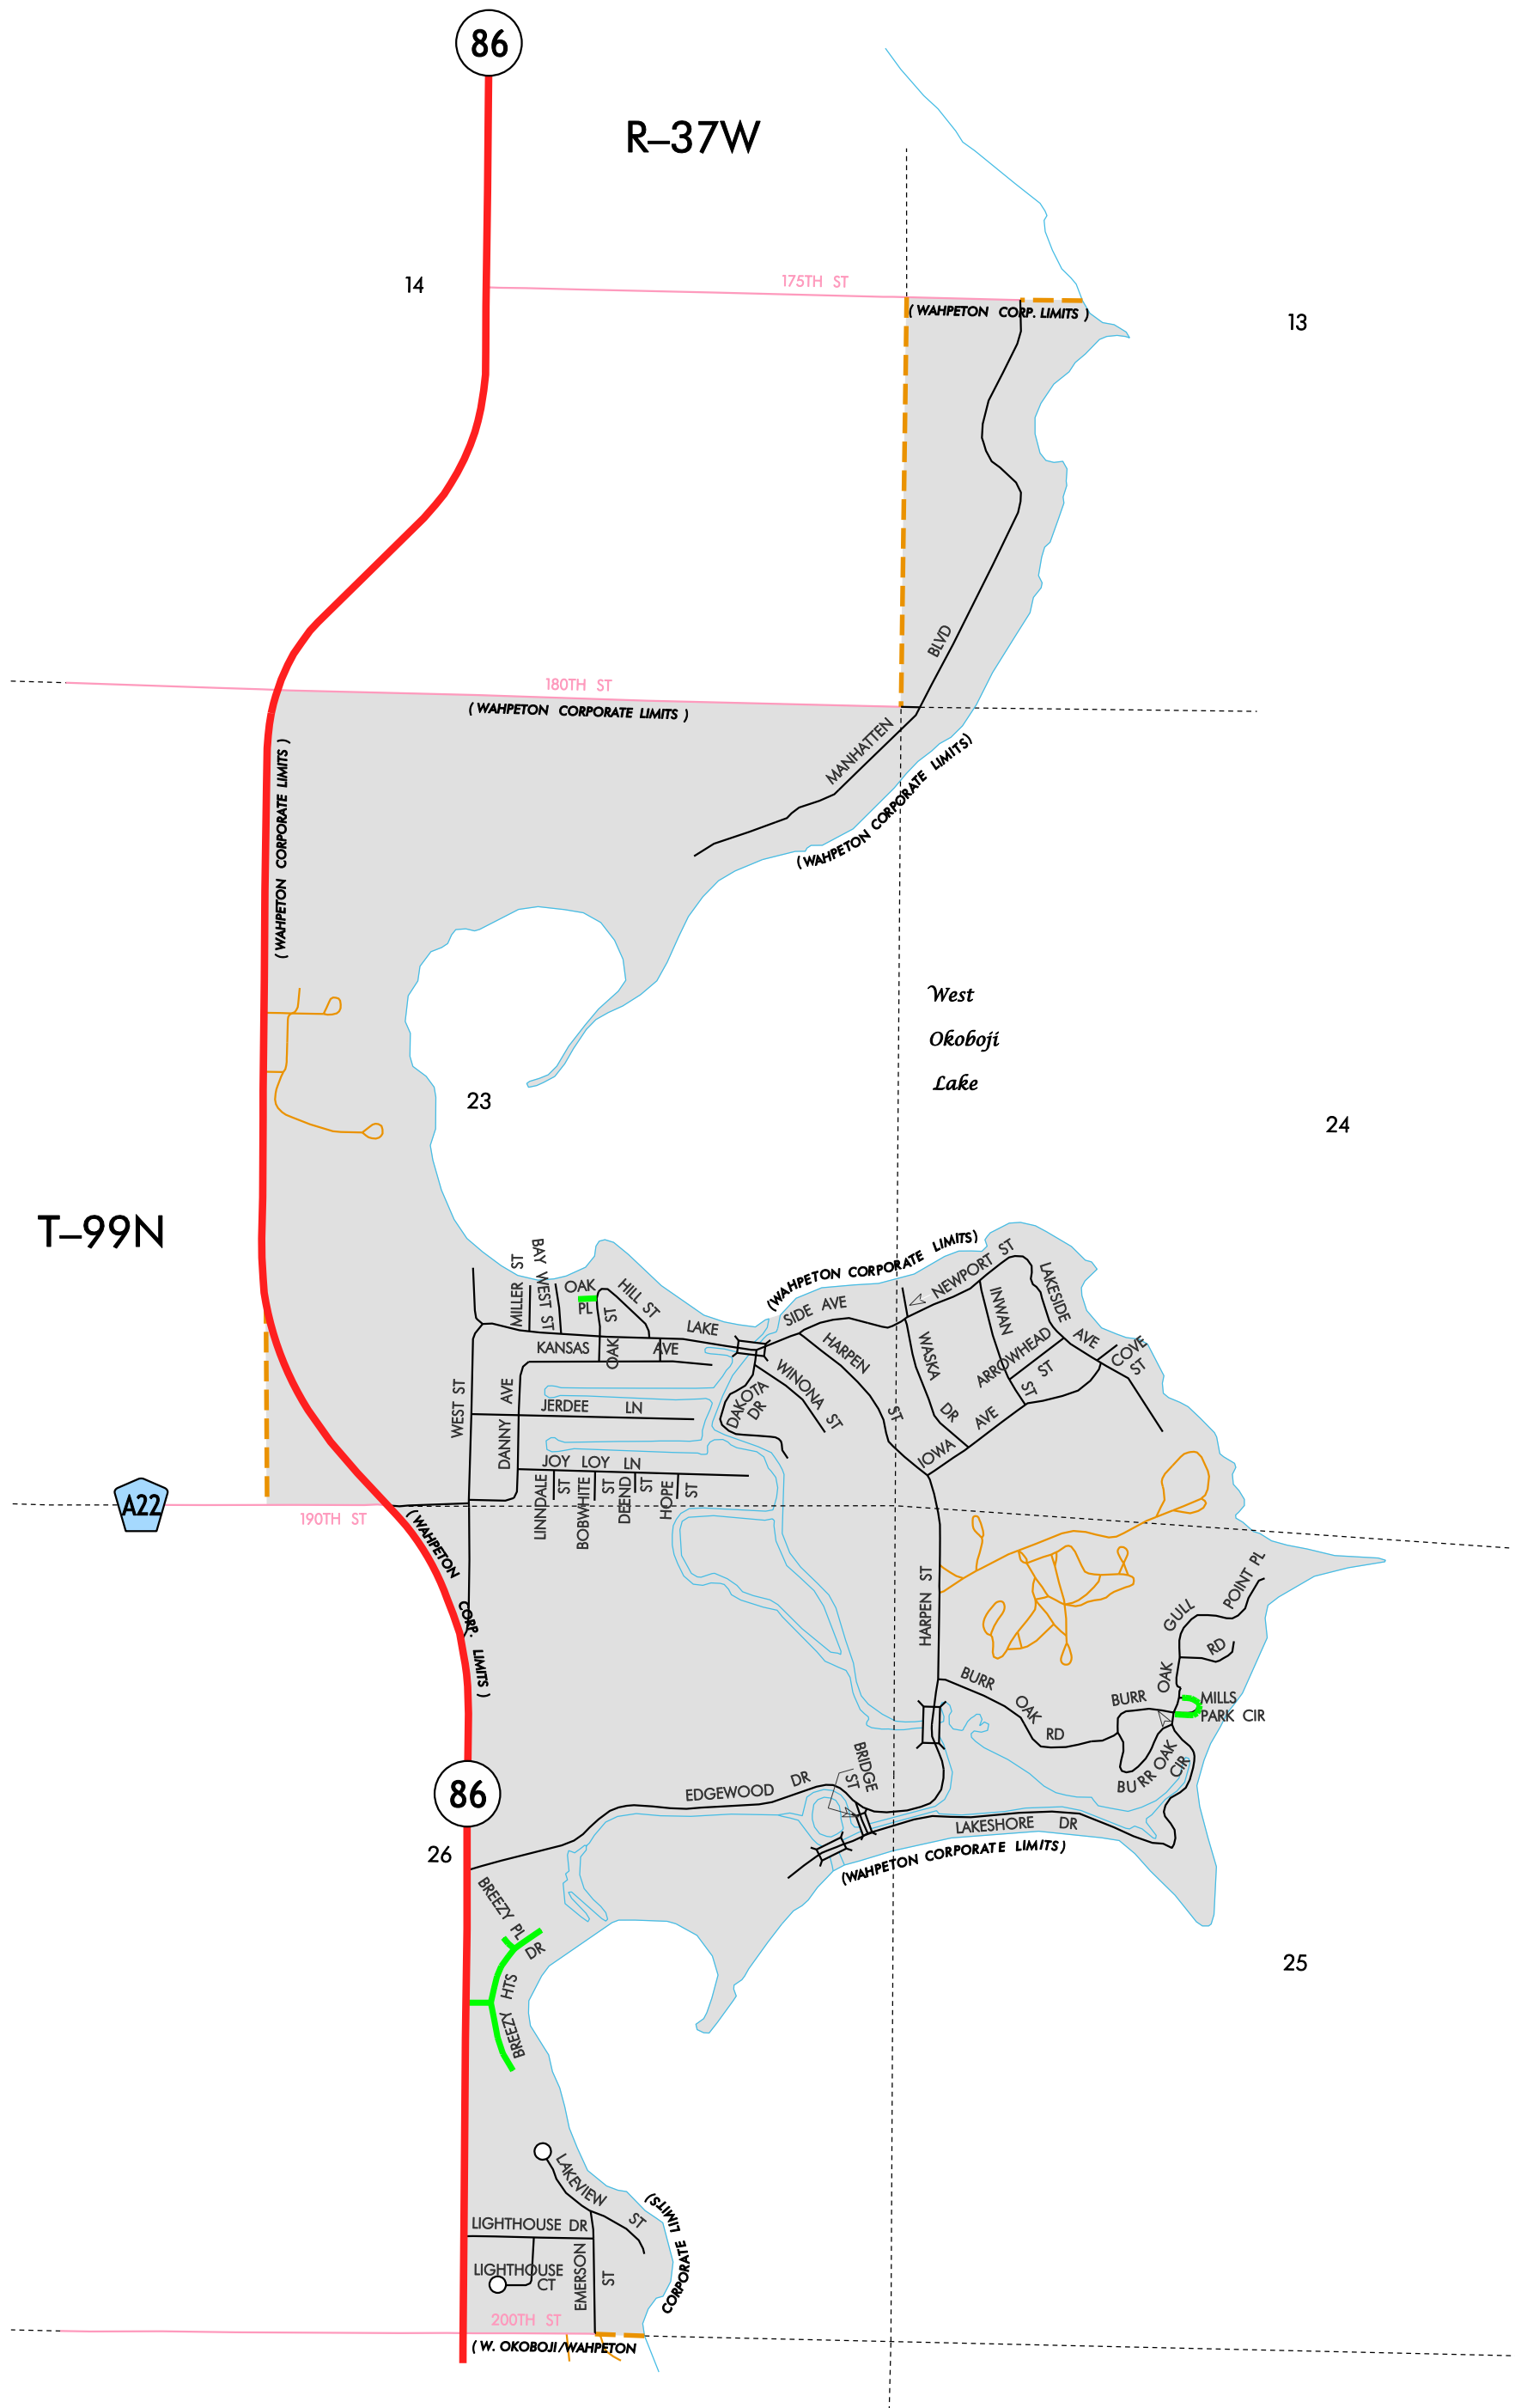 86
R–37W
14
175TH ST
( WAHPETON CORP. LIMITS )
13
BLVD
180TH ST
( WAHPETON CORPORATE LIMITS )
MANHATTEN
( WAHPETON CORPORATE LIMITS )
(WAHPETON CORPORATE LIMITS)
West
Okoboji
Lake
23
24
T–99N
(WAHPETON CORPORATE LIMITS)
MILLER ST
BAY WEST ST
OAK
PL
HILL ST
OAK ST
LAKE
SIDE AVE
NEWPORT ST
LAKESIDE
AVE
KANSAS AVE
INWAN
ST
ARROWHEAD
ST
COVE
ST
WASKA
DR
HARPEN
ST
WINONA ST
DAKOTA
DR
IOWA AVE
WEST ST
DANNY AVE
JERDEE LN
JOY LOY LN
LINNDALE
ST
BOBWHITE
ST
DEEND
ST
HOPE
ST
A22
190TH ST
( WAHPETON CORP. LIMITS )
HARPEN ST
GULL
POINT PL
RD
BURR OAK RD
BURR
OAK
MILLS
PARK CIR
BURR OAK
CIR
BRIDGE
ST
EDGEWOOD DR
LAKESHORE DR
(WAHPETON CORPORATE LIMITS)
86
26
BREEZY PL
DR
BREEZY HTS
25
LAKEVIEW
ST
LIGHTHOUSE DR
LIGHTHOUSE
CT
EMERSON
ST
200TH ST
( W. OKOBOJI/WAHPETON
CORPORATE LIMITS)